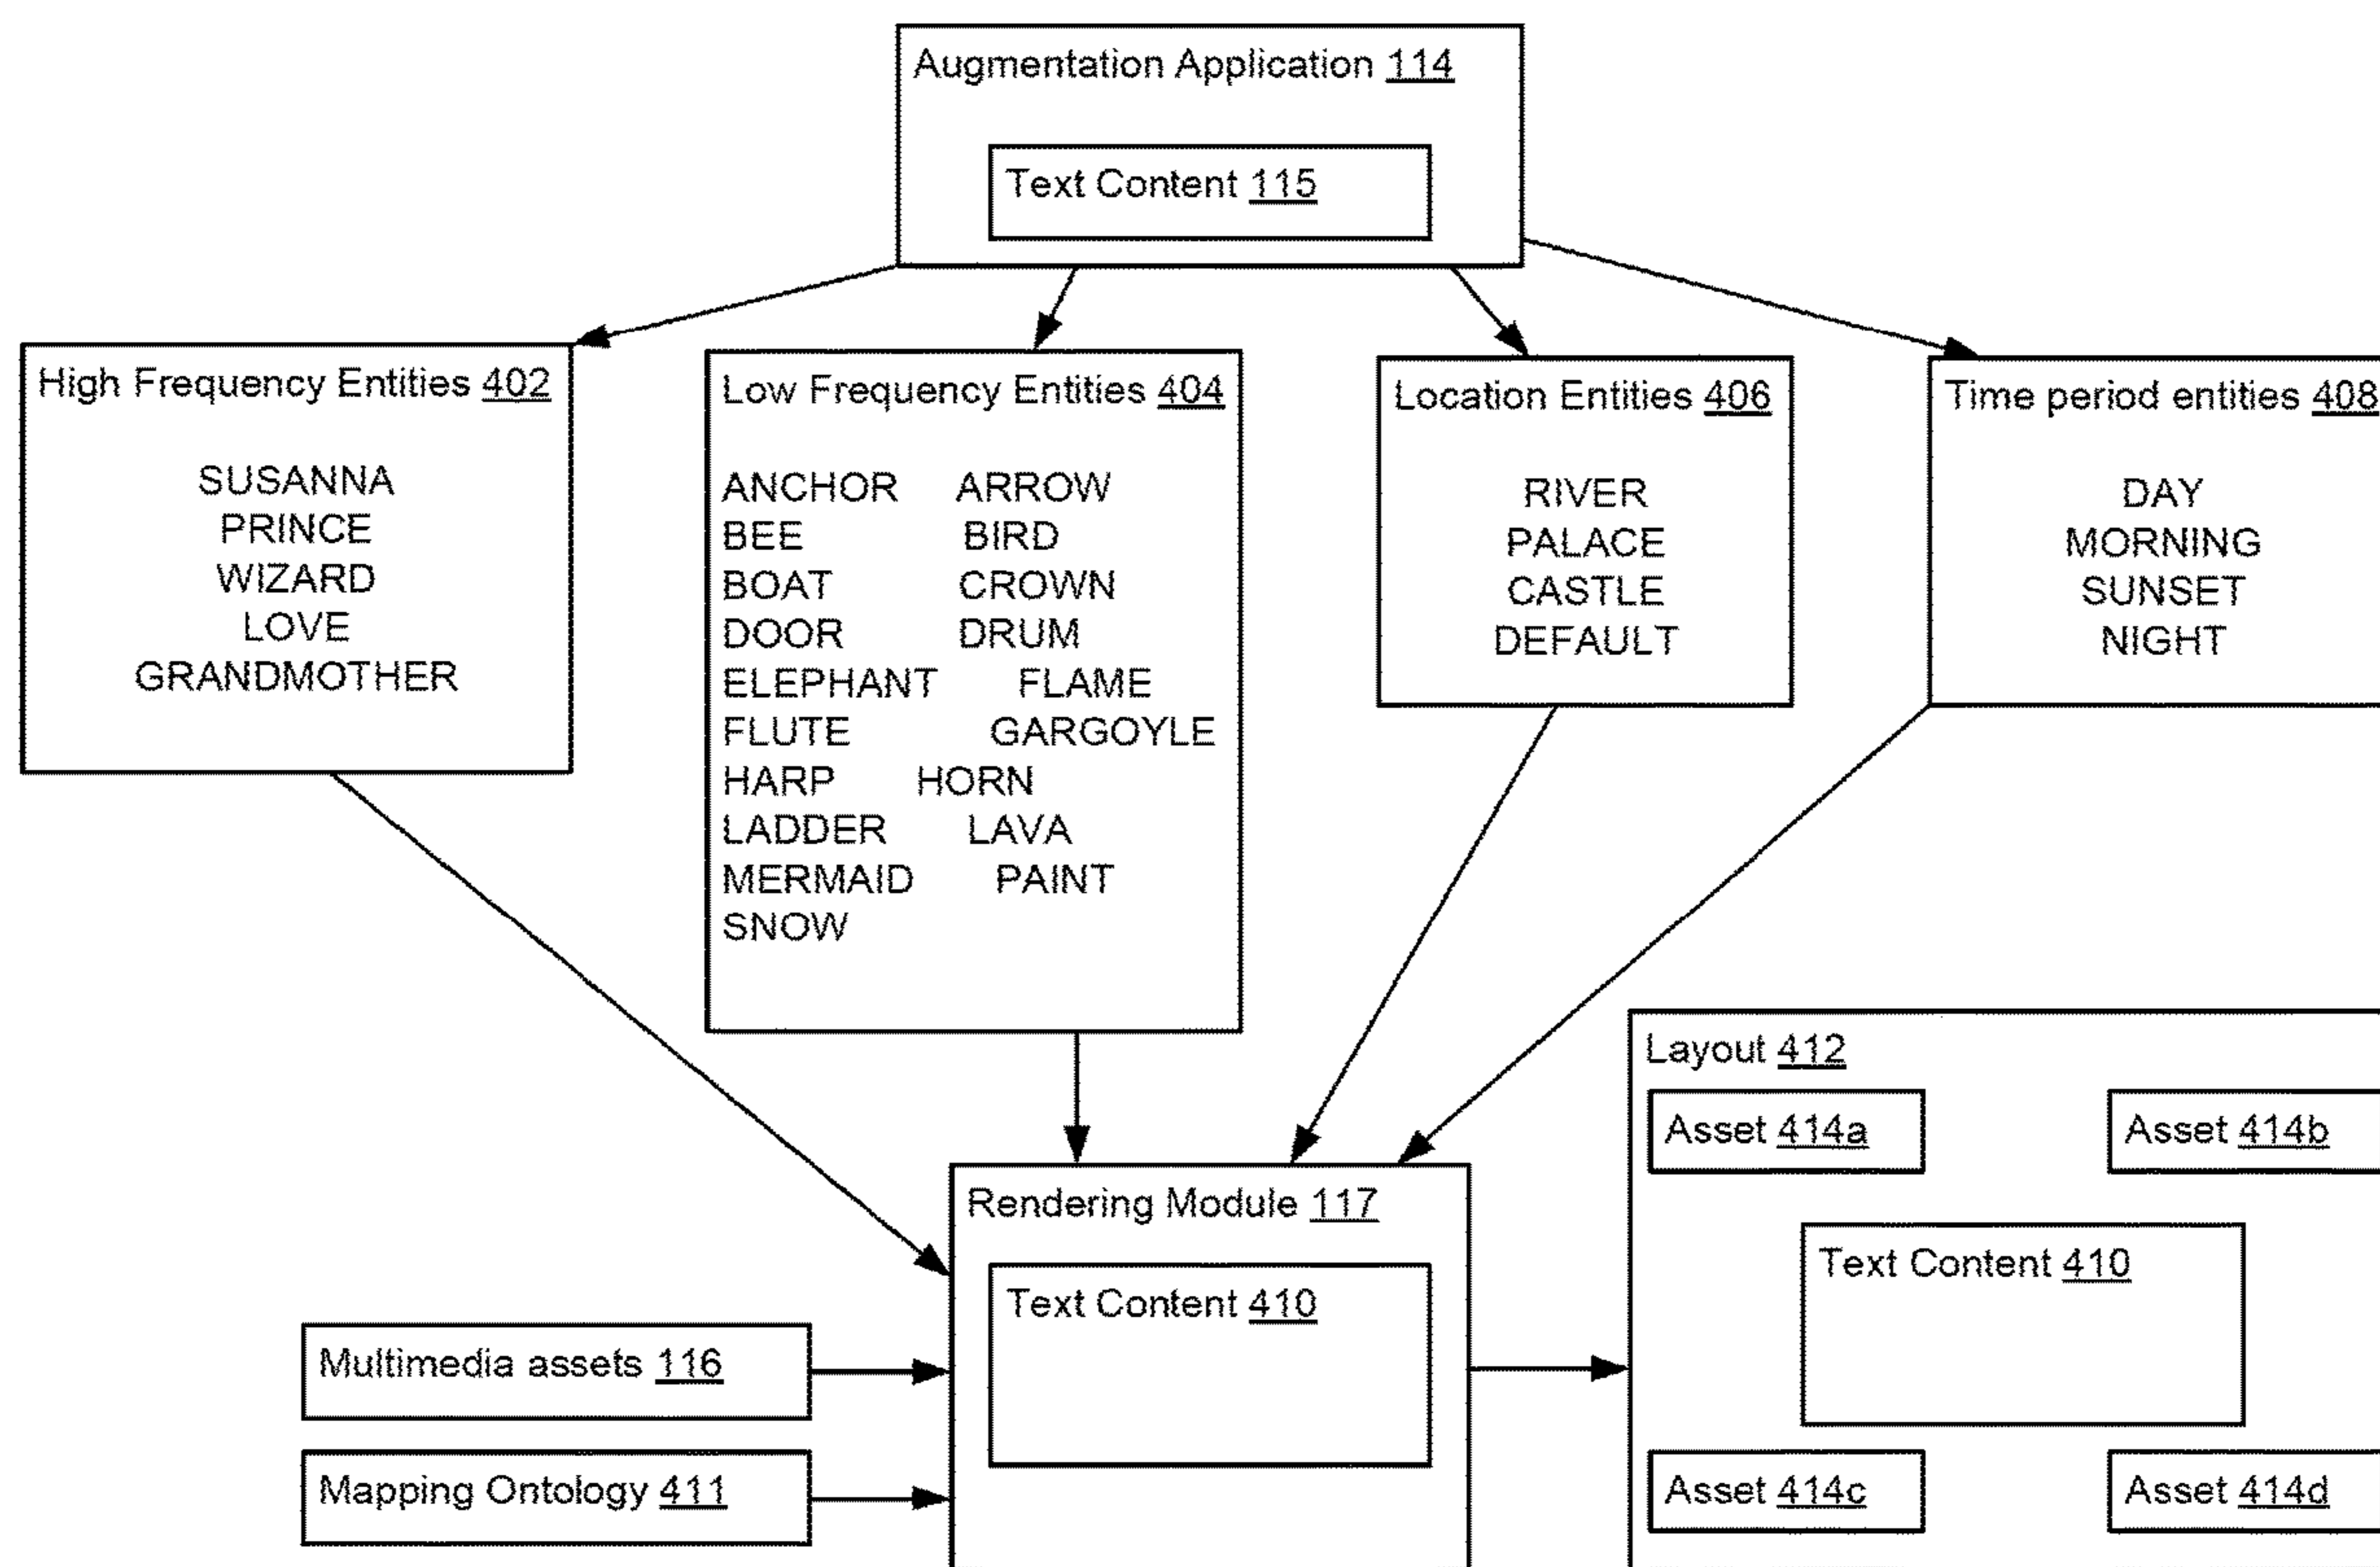 Augmentation Application 114
Text Content 115
High Frequency Entities 402
SUSANNA
PRINCE
WIZARD
LOVE
GRANDMOTHER
Low Frequency Entities 404
ANCHOR ARROW
BEE BIRD
BOAT CROWN
DOOR DRUM
ELEPHANT FLAME
FLUTE GARGOYLE
HARP HORN
LADDER LAVA
MERMAID PAINT
SNOW
Location Entities 406
RIVER
PALACE
CASTLE
DEFAULT
Time period entities 408
DAY
MORNING
SUNSET
NIGHT
Multimedia assets 116
Mapping Ontology 411
Rendering Module 117
Text Content 410
Layout 412
Asset 414a Asset 414b
Text Content 410
Asset 414c Asset 414d